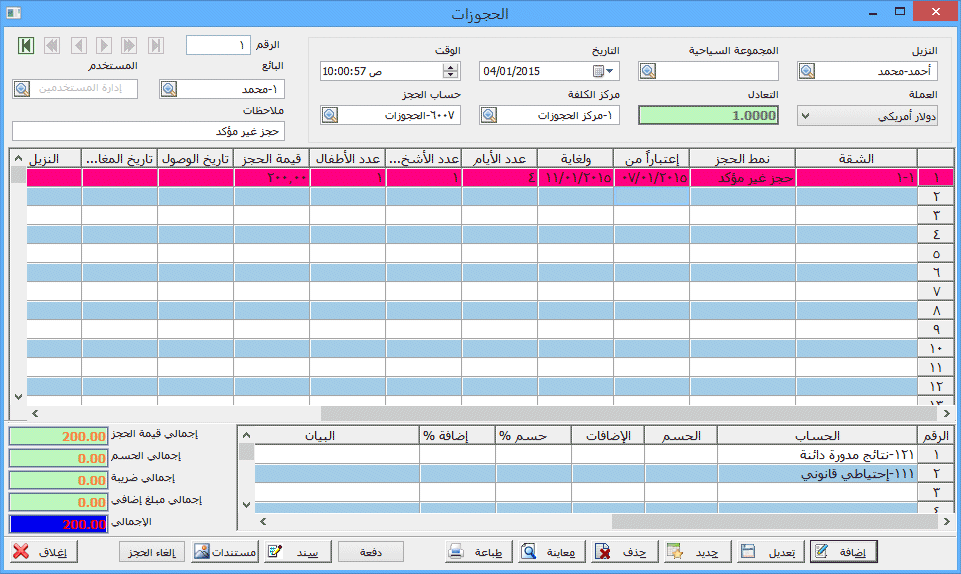 الحجوزات
النزيل المجموعة السياحية التاريخ الوقت الرقم ١
أحمد-محمد 04/01/2015 10:00:57 ص البائع المستخدم
١-محمد إدارة المستخدمين
العملة التعادل مركز الكلفة حساب الحجز ملاحظات
دولار أمريكي 1.0000 ١-مركز الحجوزات ٦٠٠٧-الحجوزات حجز غير مؤكد
الشقة نمط الحجز إعتباراً من ولغاية عدد الأيام عدد الأشخ... عدد الأطفال قيمة الحجز تاريخ الوصول تاريخ المغا... النزيل
١ ١-١ حجز غير مؤكد ٠٧/٠١/٢٠١٥ ١١/٠١/٢٠١٥ ٤ ١ ١ ٢٠٠,٠٠
٢
٣
٤
٥
٦
٧
٨
٩
١٠
١١
١٢
١٣
الرقم الحساب الحسم الإضافات حسم % إضافة % البيان
١ ١٢١-نتائج مدورة دائنة
٢ ١١١-إحتياطي قانوني
٣
٤
إجمالي قيمة الحجز 200.00
إجمالي الحسم 0.00
إجمالي ضريبة 0.00
إجمالي مبلغ إضافي 0.00
الإجمالي 200.00
إضافة تعديل جديد حذف معاينة طباعة دفعة سند مستندات إلغاء الحجز إغلاق